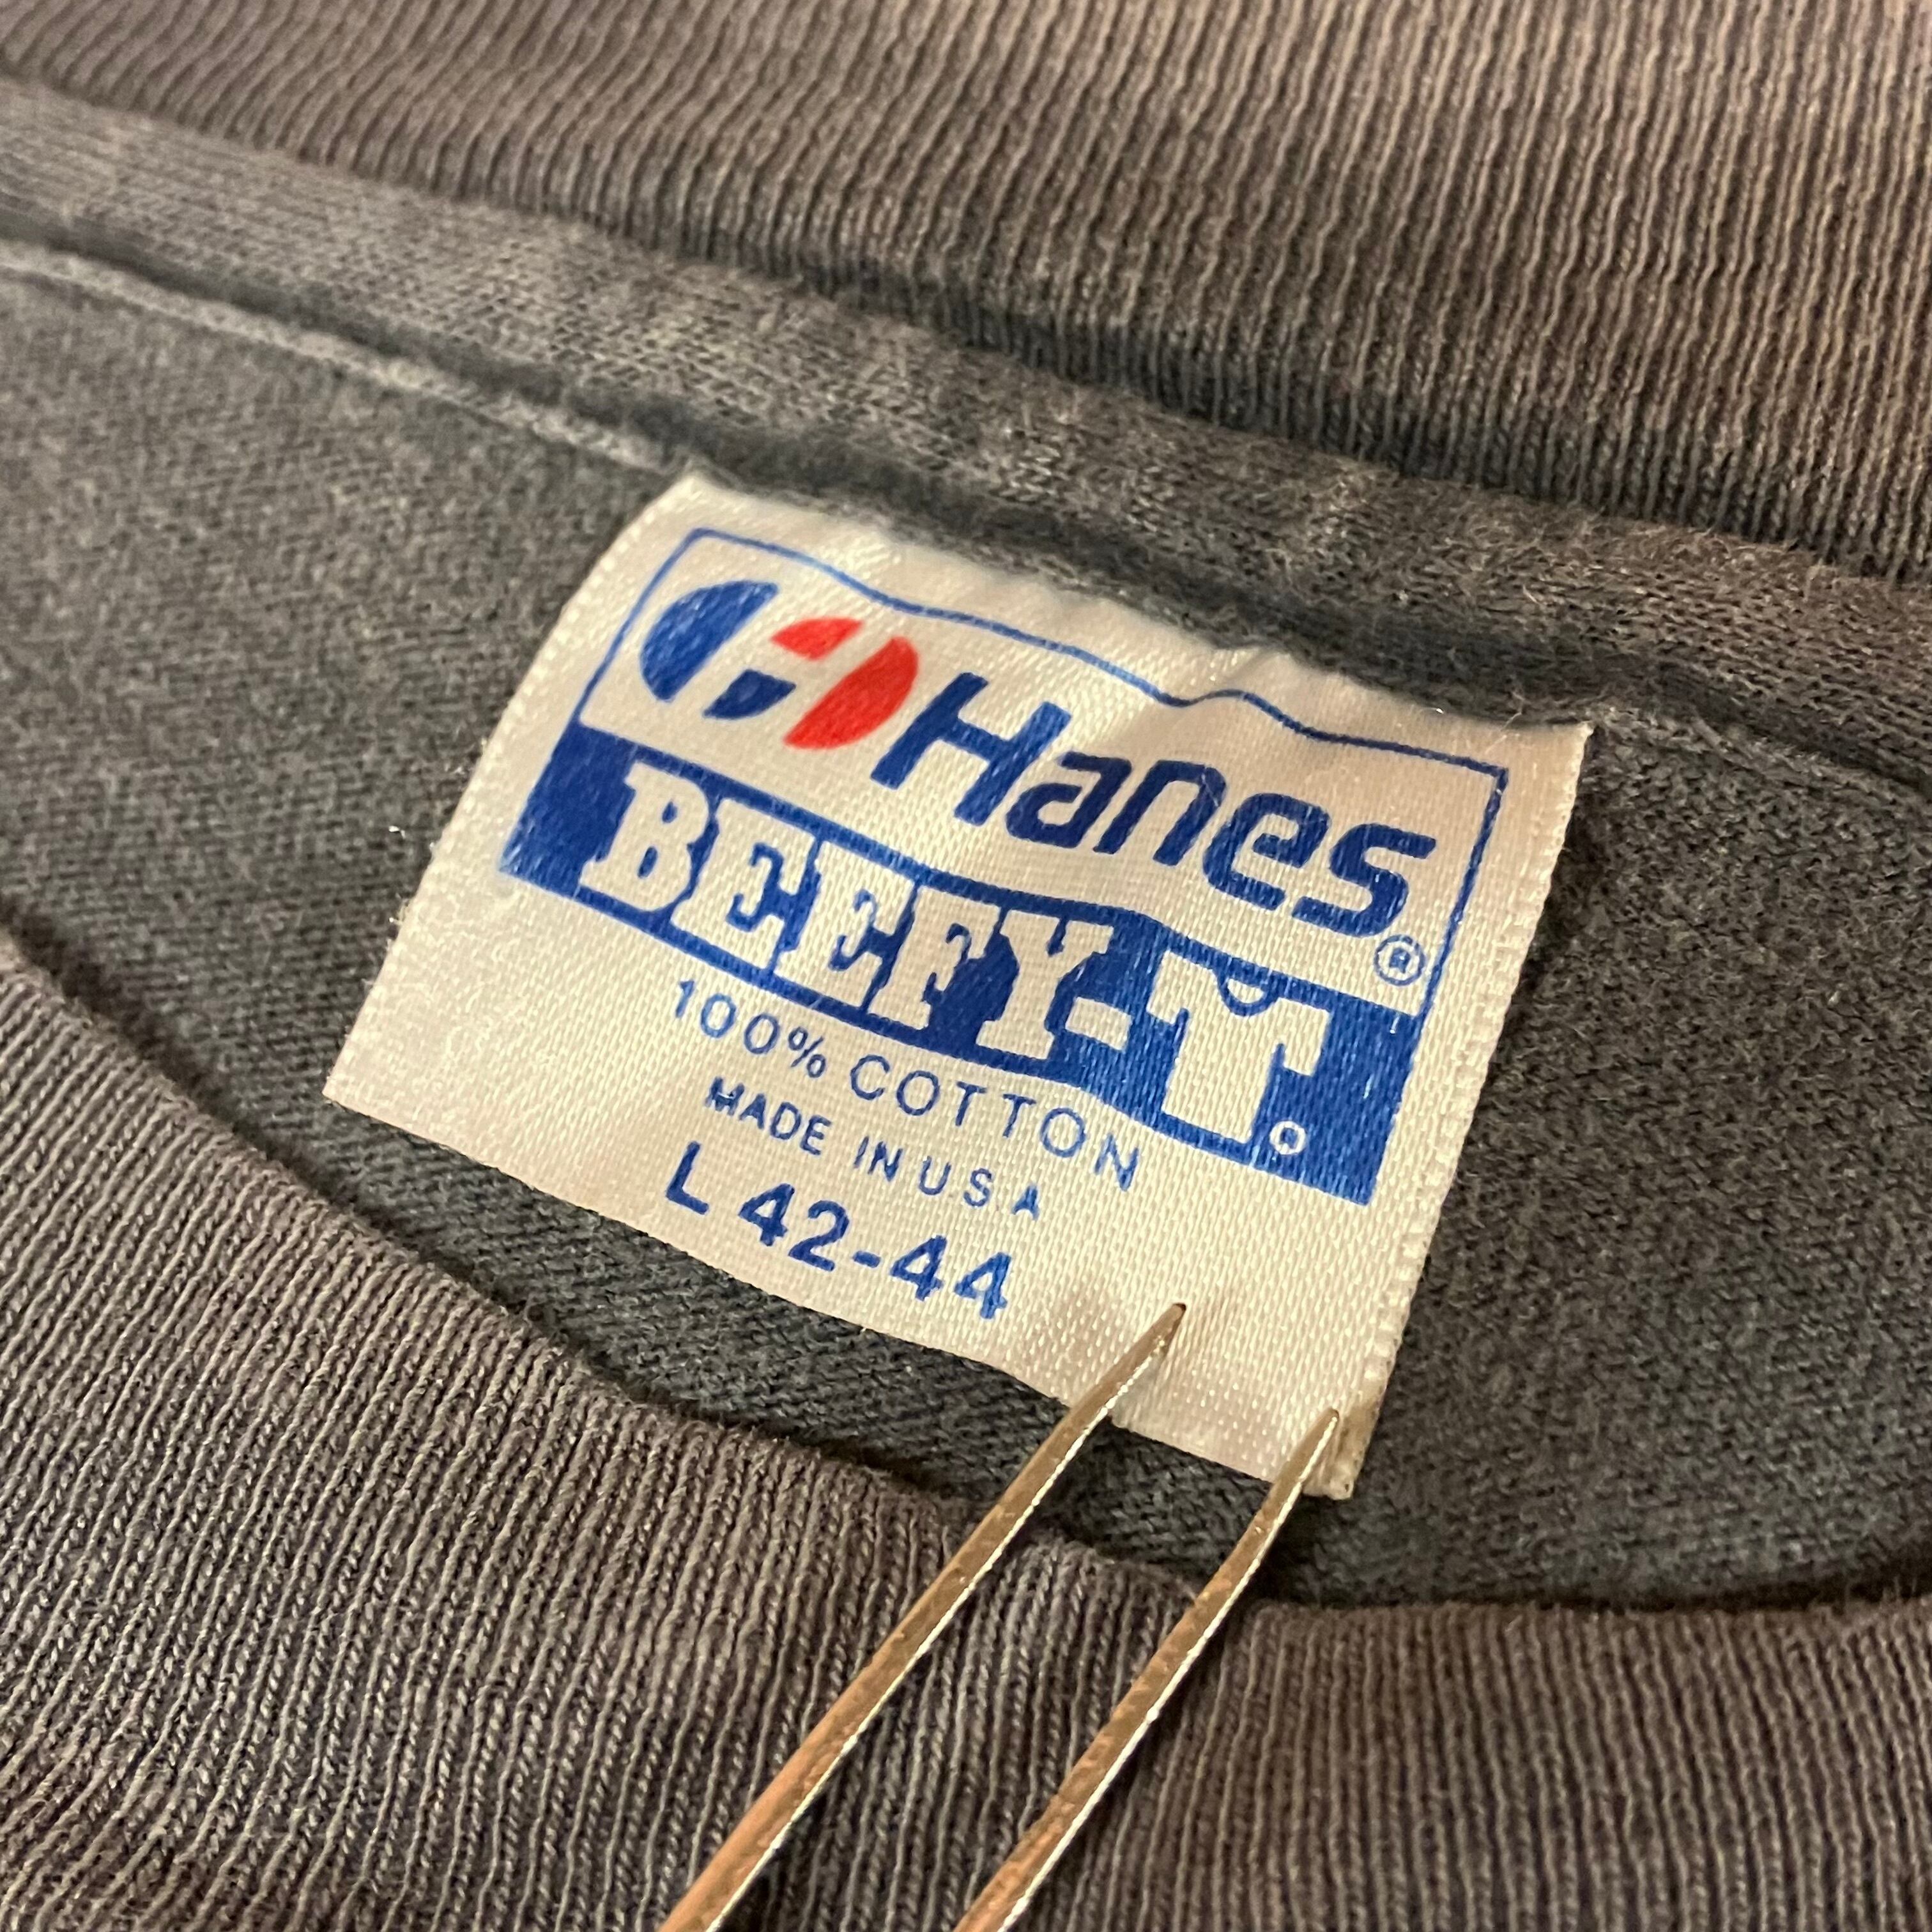 Hanes®
BEEFY-T®
100% COTTON
MADE IN USA
L 42-44